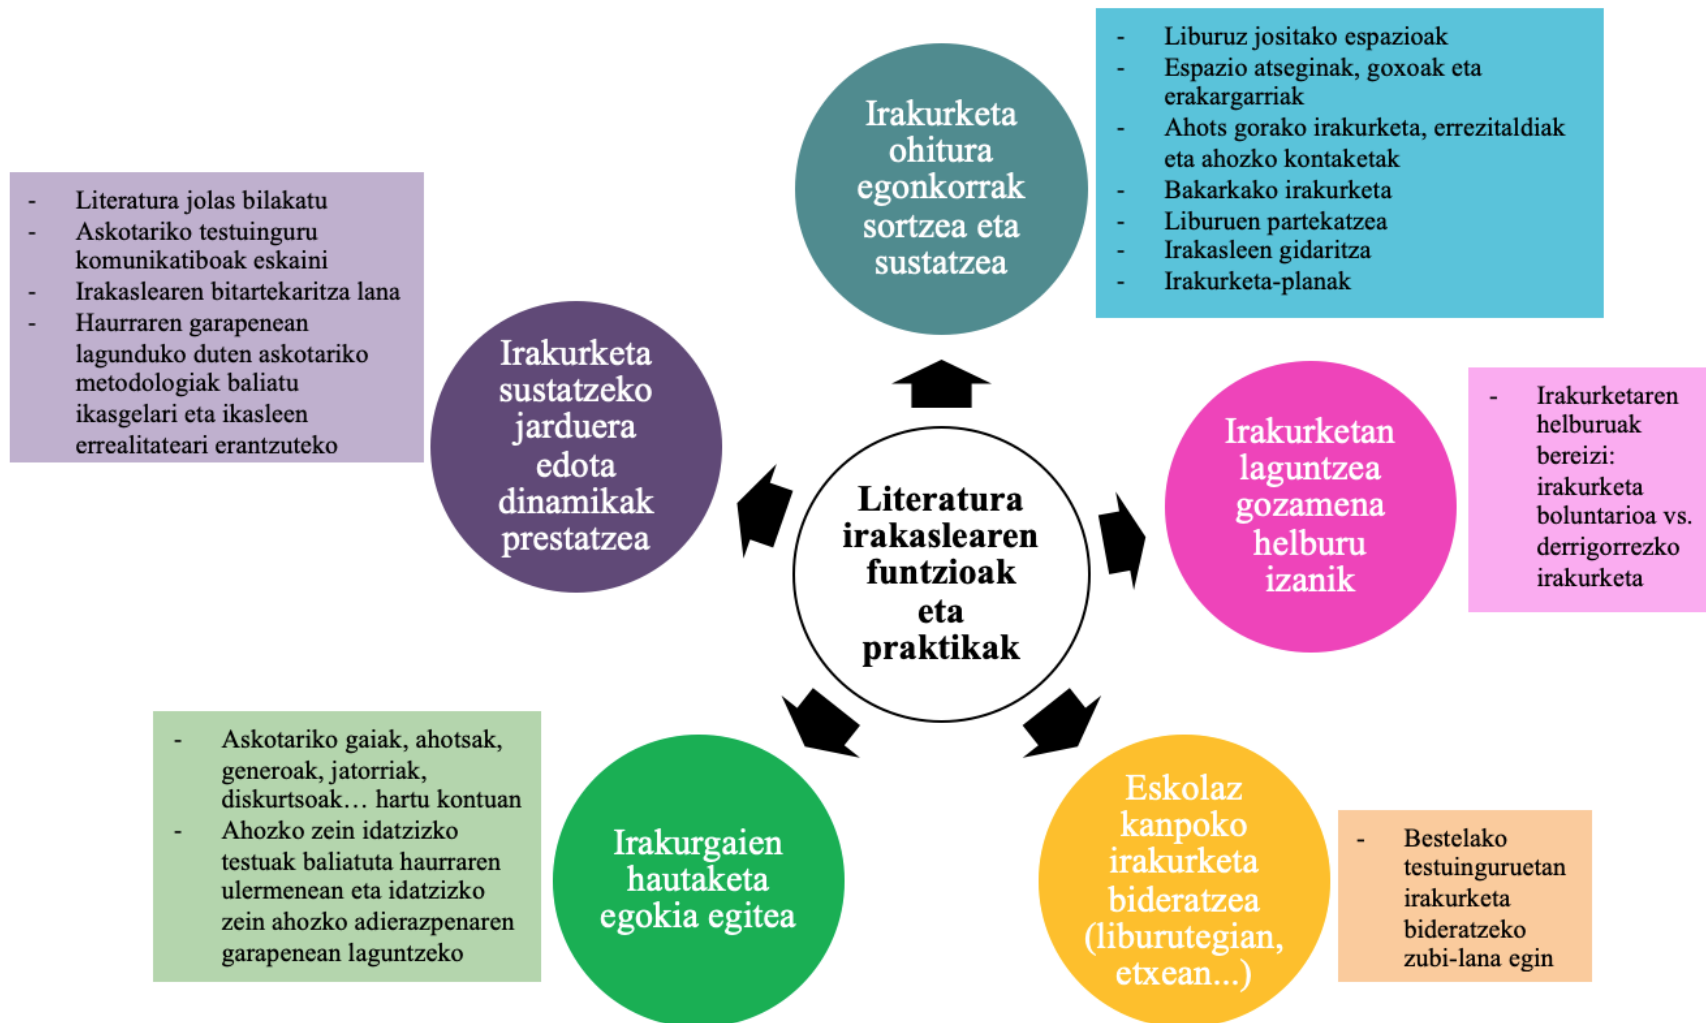 Irakurketa
ohitura
egonkorrak
sortzea eta
sustatzea
- Liburuz jositako espazioak
- Espazio atseginak, goxoak eta
erakargarriak
- Ahots gorako irakurketa, errezitaldiak
eta ahozko kontaketak
- Bakarkako irakurketa
- Liburuen partekatzea
- Irakasleen gidaritza
- Irakurketa-planak
- Literatura jolas bilakatu
- Askotariko testuinguru
komunikatiboak eskaini
- Irakaslearen bitartekaritza lana
- Haurraren garapenean
lagunduko duten askotariko
metodologiak baliatu
ikasgelari eta ikasleen
errealitateari erantzuteko
Irakurketa
sustatzeko
jarduera
edota
dinamikak
prestatzea
Literatura
irakaslearen
funtzioak
eta
praktikak
Irakurketan
laguntzea
gozamena
helburu
izanik
- Irakurketaren
helburuak
bereizi:
irakurketa
boluntarioa vs.
derrigorrezko
irakurketa
- Askotariko gaiak, ahotsak,
generoak, jatorriak,
diskurtsoak… hartu kontuan
- Ahozko zein idatzizko
testuak baliatuta haurraren
ulermenean eta idatzizko
zein ahozko adierazpenaren
garapenean laguntzeko
Irakurgaien
hautaketa
egokia egitea
Eskolaz
kanpoko
irakurketa
bideratzea
(liburutegian,
etxean...)
- Bestelako
testuinguruetan
irakurketa
bideratzeko
zubi-lana egin